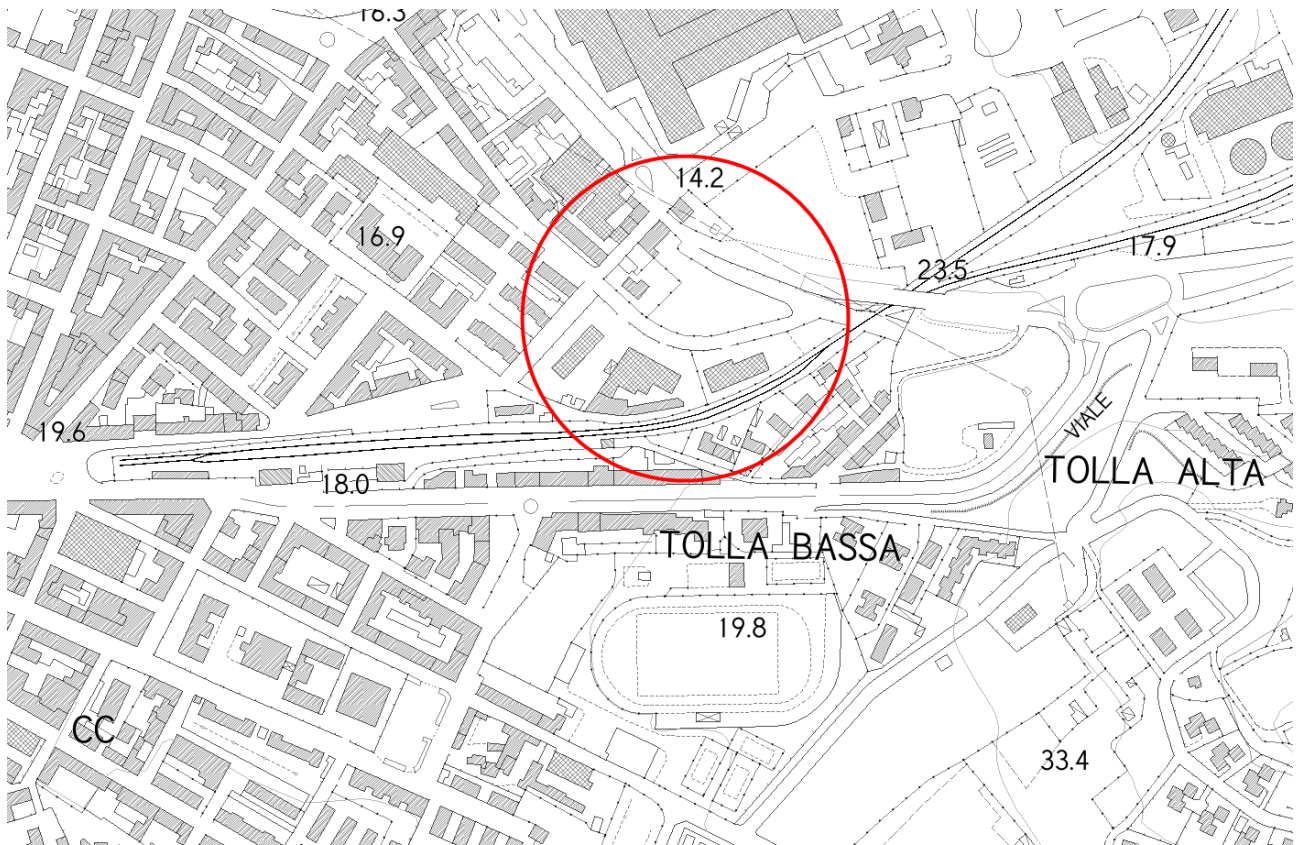 16.3
14.2
16.9
17.9
23.5
VIALE
19.6
18.0
TOLLA ALTA
TOLLA BASSA
19.8
CC
33.4